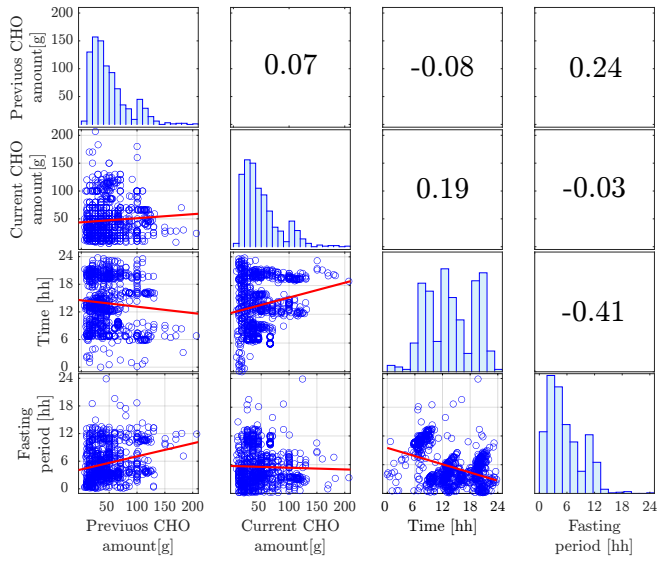 Previuos CHO
amount[g]
200
150
100
50
0.07
-0.08
0.24
Current CHO
amount[g]
200
150
100
50
0.19
-0.03
Time [hh]
24
18
12
6
0
-0.41
Fasting
period [hh]
24
18
12
6
0
50 100 150 200
50 100 150 200
0 6 12 18 24
0 6 12 18 24
Previuos CHO
amount[g]
Current CHO
amount[g]
Time [hh]
Fasting
period [hh]